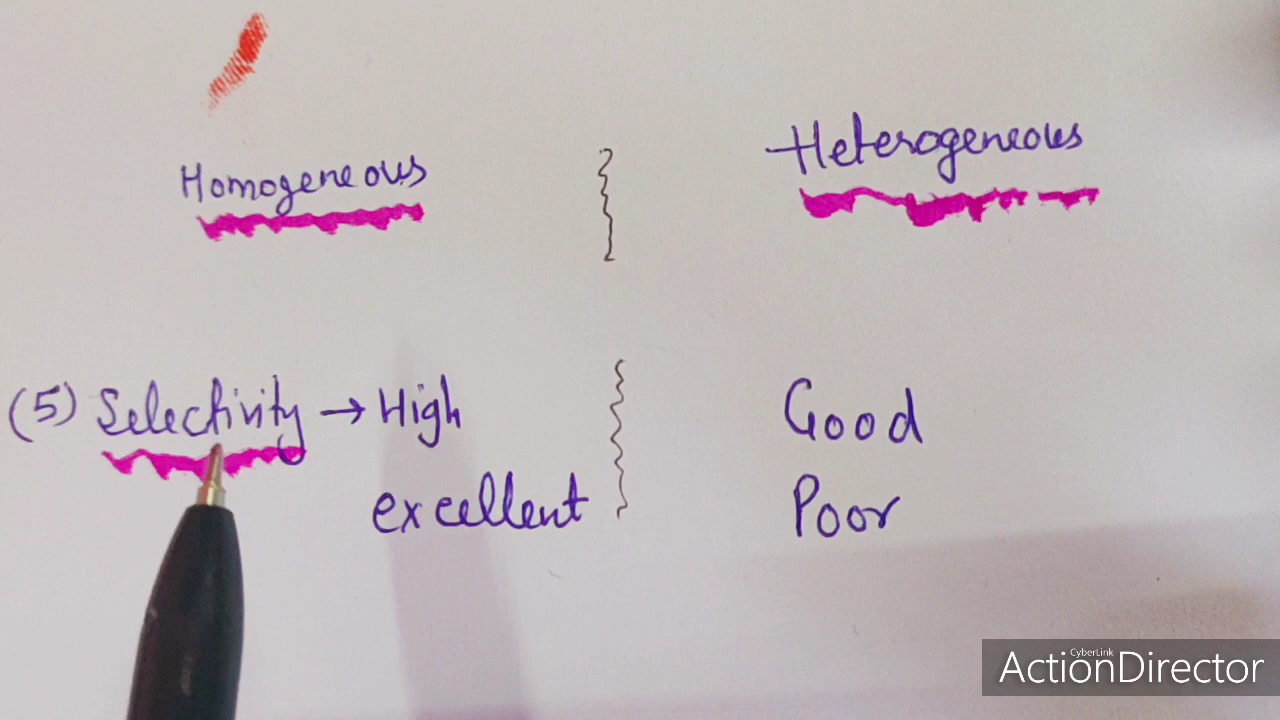 Homogeneous Heterogeneous
(5) Selectivity → High Good
excellent Poor
CyberLink
ActionDirector